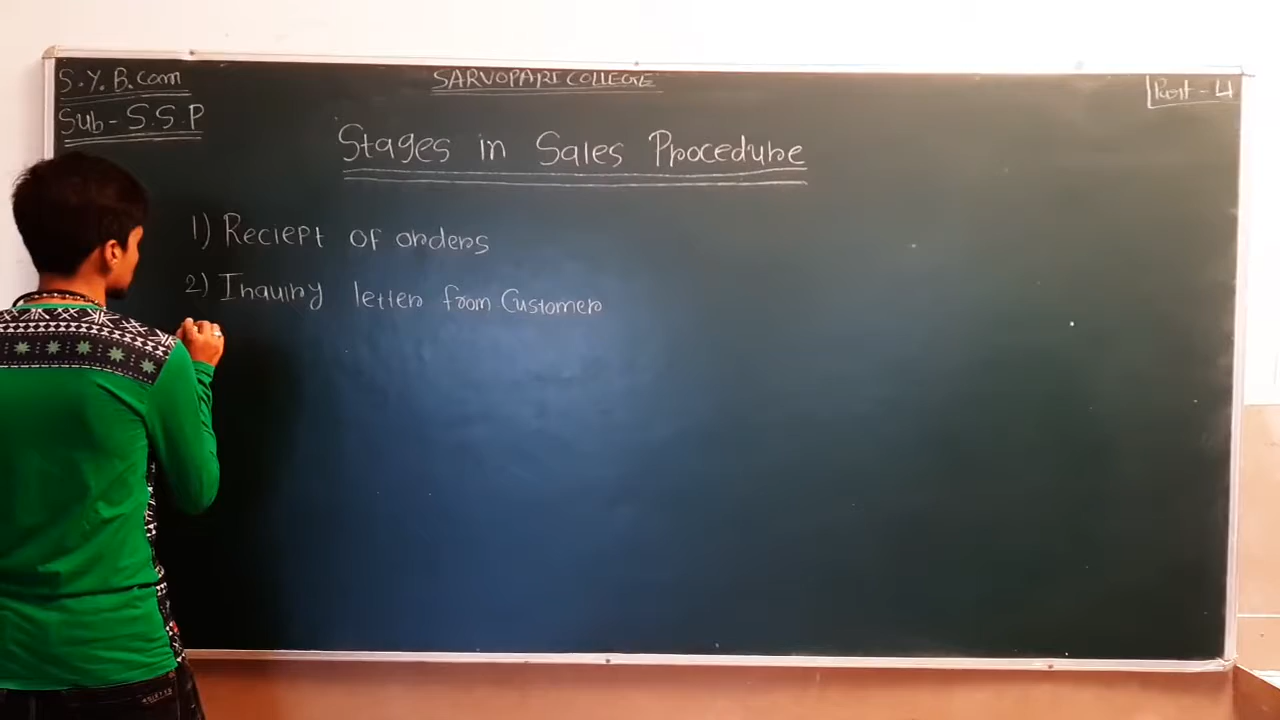 S.Y.B.com
SARVOPARI COLLEGE
Part - 4
Sub - S.S.P
Stages in Sales Procedure
1) Reciept of orders
2) Inquiry letter from Customer